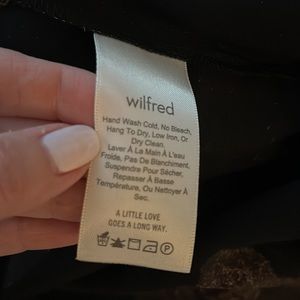 wilfred
Hand Wash Cold, No Bleach,
Hang To Dry, Low Iron, Or
Dry Clean.
Laver À La Main À L'eau
Froide, Pas De Blanchiment,
Suspendre Pour Sécher,
Repasser À Basse
Température, Ou Nettoyer À
Sec.
A LITTLE LOVE
GOES A LONG WAY.